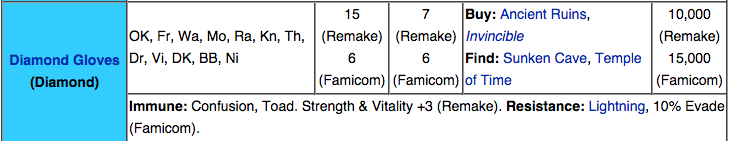 Diamond Gloves
(Diamond)
OK, Fr, Wa, Mo, Ra, Kn, Th,
Dr, Vi, DK, BB, Ni
15
(Remake)
6
(Famicom)
7
(Remake)
6
(Famicom)
Buy: Ancient Ruins,
Invincible
Find: Sunken Cave, Temple
of Time
10,000
(Remake)
15,000
(Famicom)
Immune: Confusion, Toad. Strength & Vitality +3 (Remake). Resistance: Lightning, 10% Evade
(Famicom).